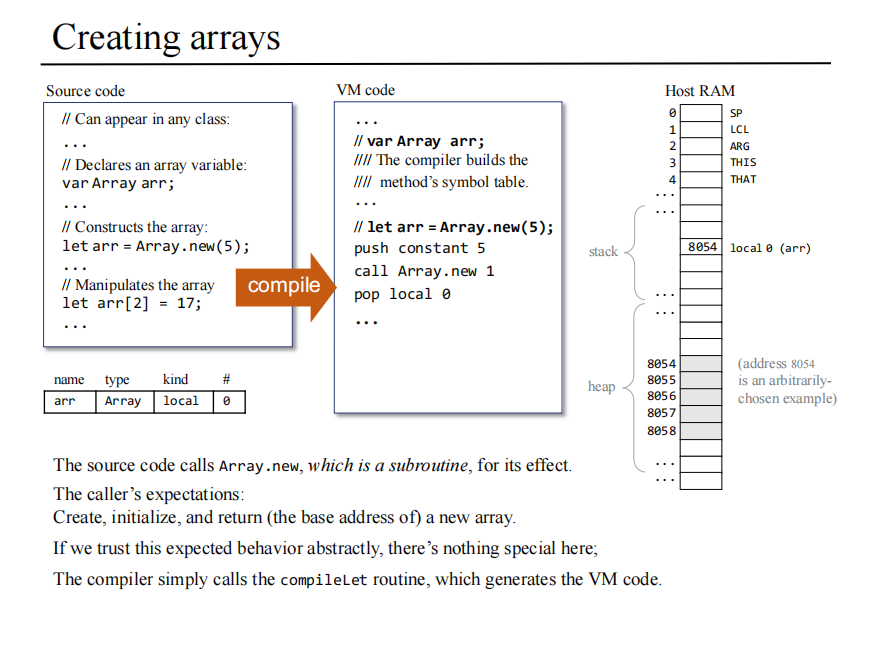 Creating arrays
Source code
// Can appear in any class:
...
// Declares an array variable:
var Array arr;
...
// Constructs the array:
let arr = Array.new(5);
...
// Manipulates the array
let arr[2] = 17;
...
compile
VM code
...
// var Array arr;
//// The compiler builds the
//// method's symbol table.
...
// let arr = Array.new(5);
push constant 5
call Array.new 1
pop local 0
...
Host RAM
0 SP
1 LCL
2 ARG
3 THIS
4 THAT
...
...
stack
8054 local 0 (arr)
...
...
heap
8054
8055
8056
8057
8058
...
...
(address 8054
is an arbitrarily-
chosen example)
name type kind #
arr Array local 0
The source code calls Array.new, which is a subroutine, for its effect.
The caller's expectations:
Create, initialize, and return (the base address of) a new array.
If we trust this expected behavior abstractly, there's nothing special here;
The compiler simply calls the compileLet routine, which generates the VM code.